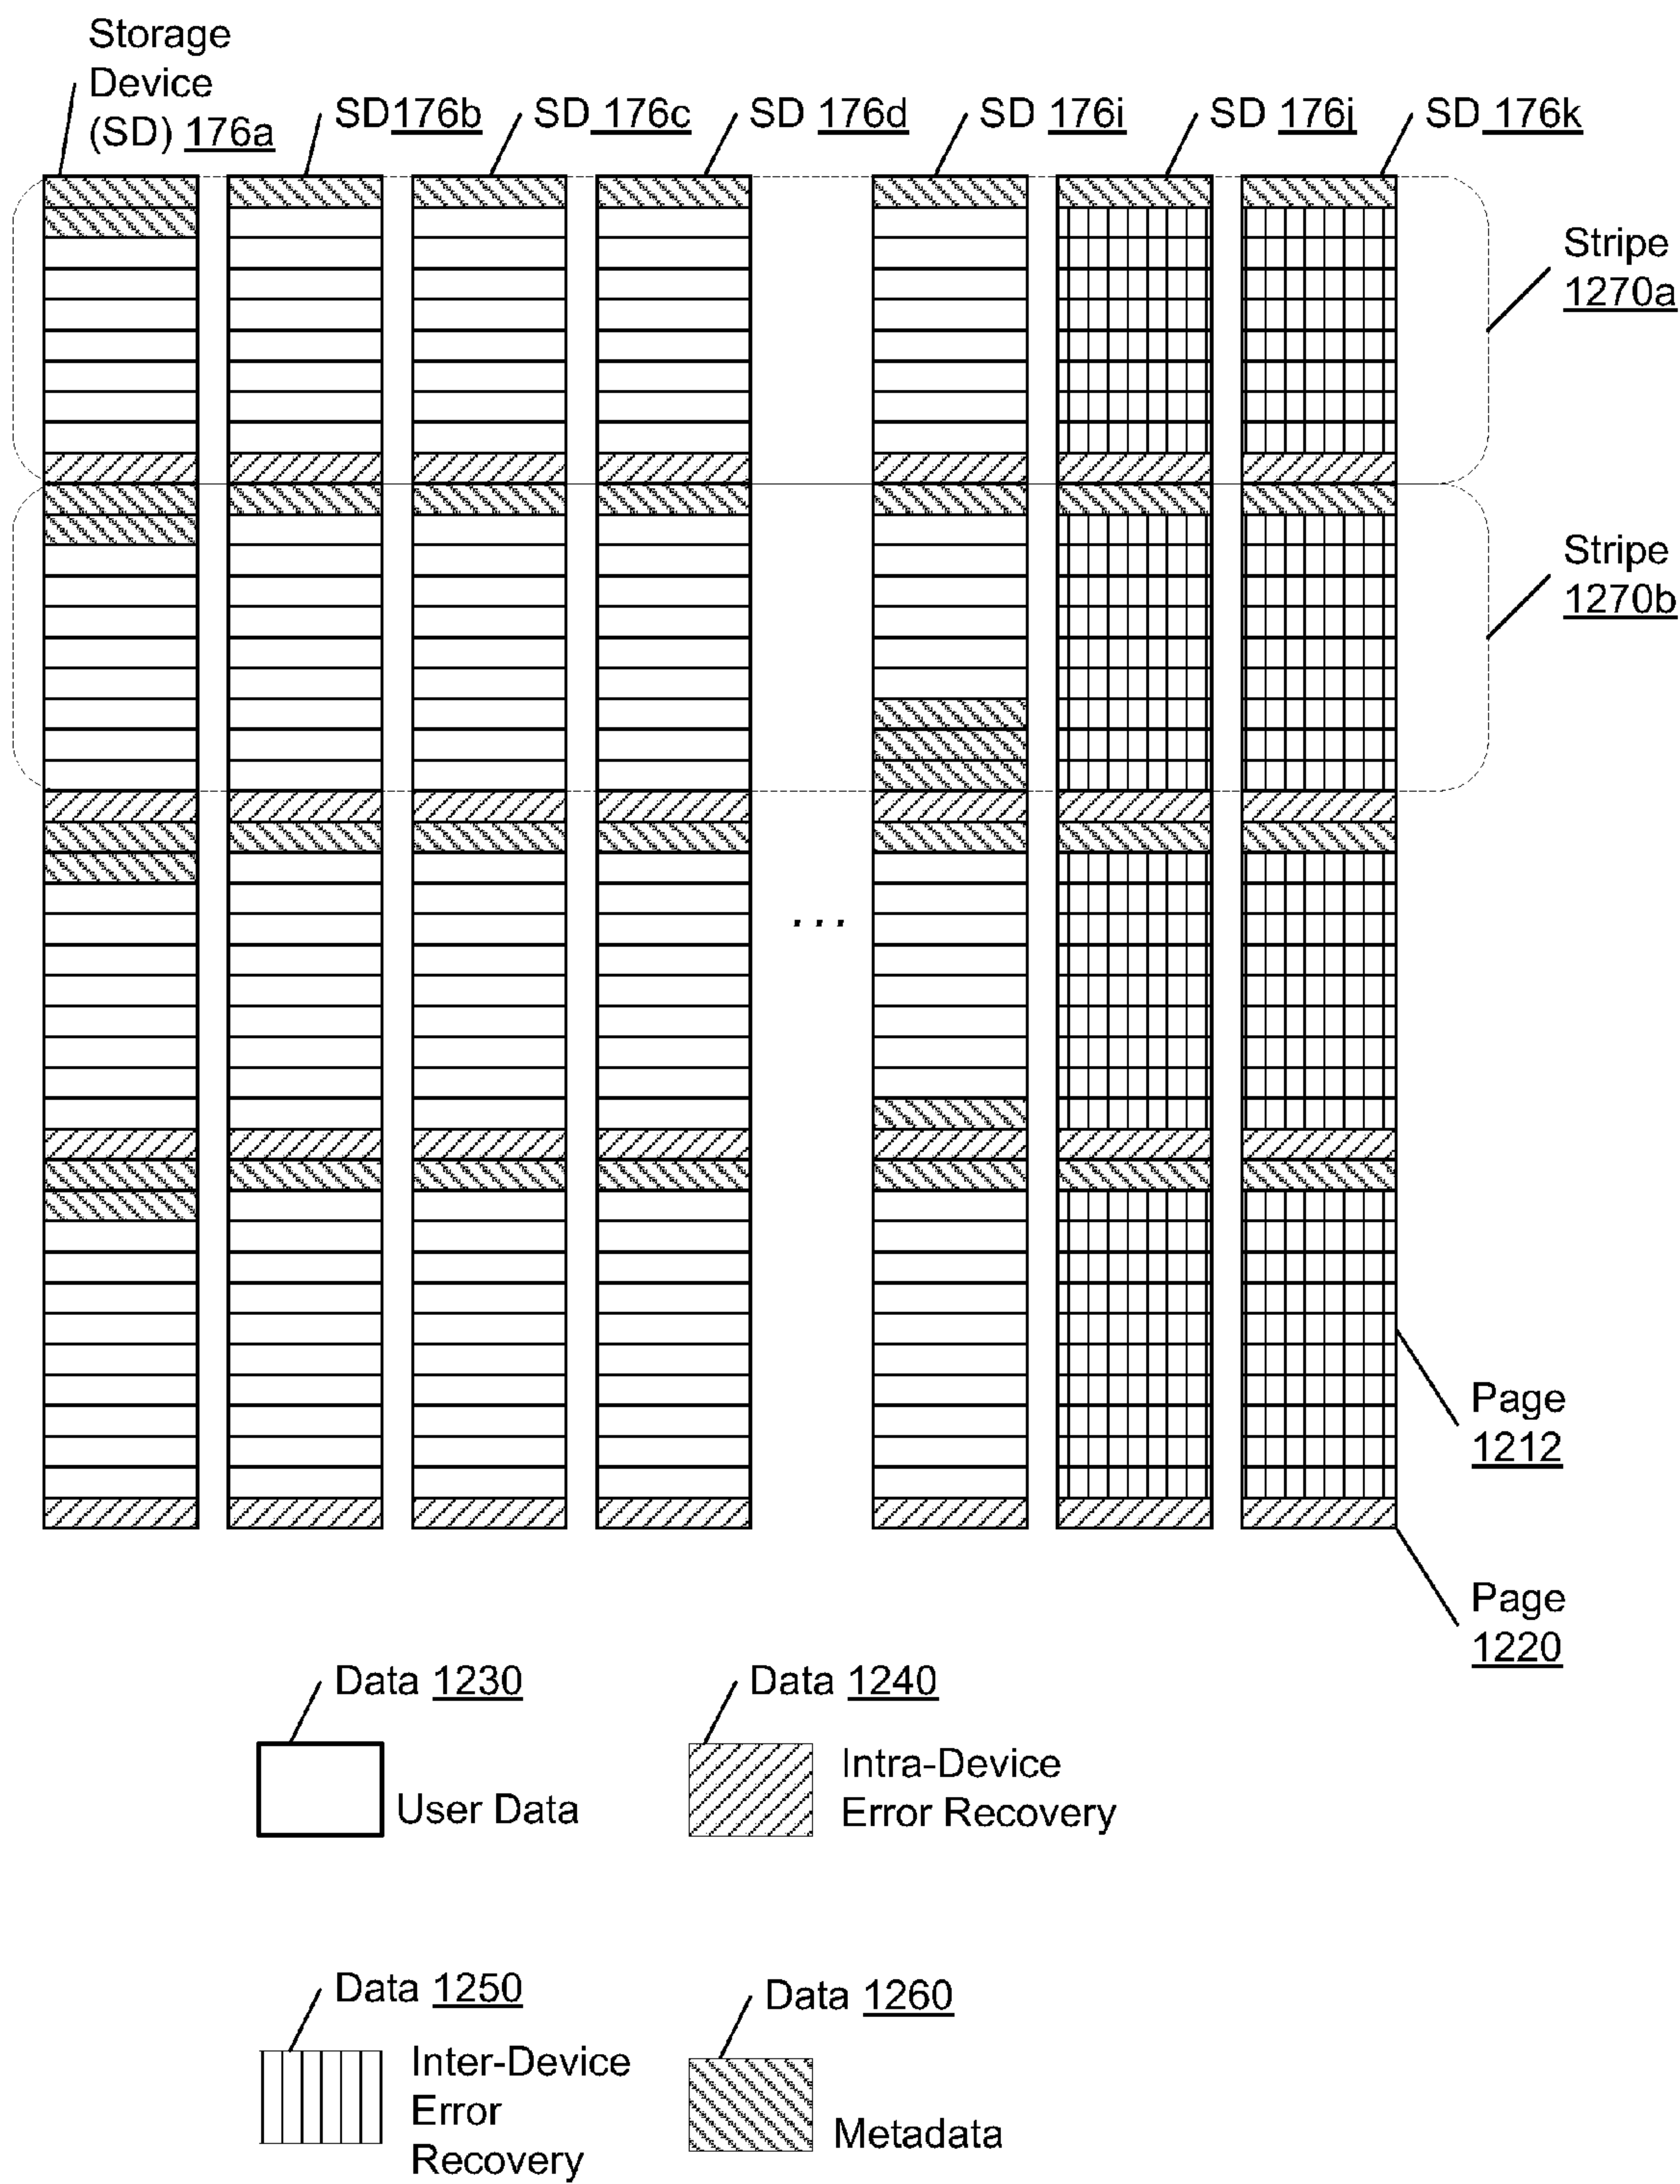 Storage
Device
(SD) 176a
SD 176b
SD 176c
SD 176d
SD 176i
SD 176j
SD 176k
Stripe
1270a
Stripe
1270b
. . .
Page
1212
Page
1220
Data 1230
User Data
Data 1240
Intra-Device
Error Recovery
Data 1250
Inter-Device
Error
Recovery
Data 1260
Metadata